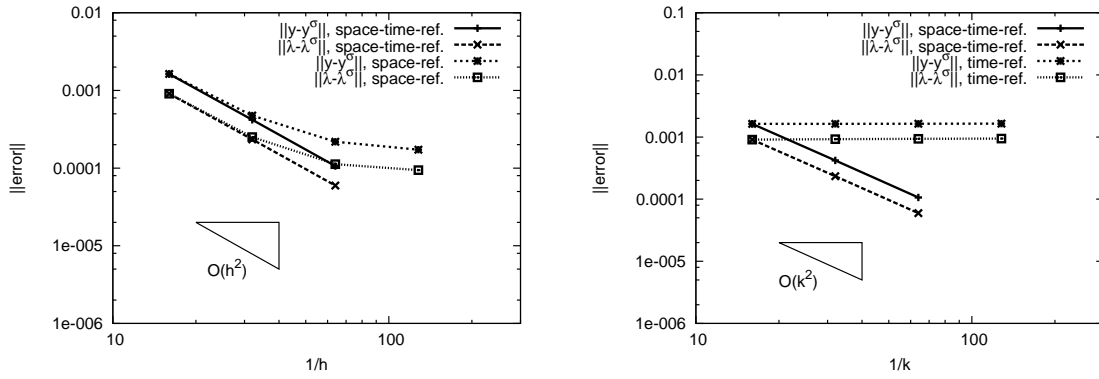 ||y-y^σ||, space-time-ref.
||λ-λ^σ||, space-time-ref.
||y-y^σ||, space-ref.
||λ-λ^σ||, space-ref.
0.01
0.001
0.0001
1e-005
1e-006
||error||
O(h^2)
10
100
1/h
||y-y^σ||, space-time-ref.
||λ-λ^σ||, space-time-ref.
||y-y^σ||, time-ref.
||λ-λ^σ||, time-ref.
0.1
0.01
0.001
0.0001
1e-005
1e-006
||error||
O(k^2)
10
100
1/k